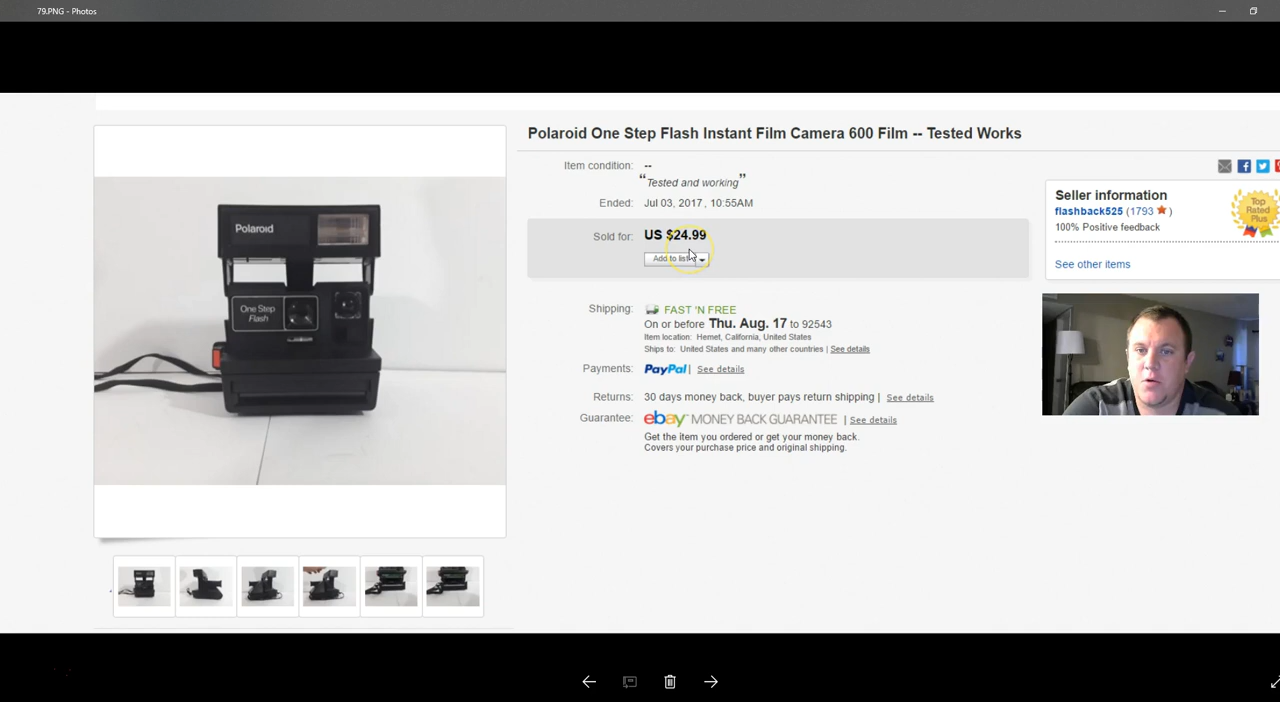 79.PNG - Photos
Polaroid One Step Flash Instant Film Camera 600 Film -- Tested Works
Item condition: --
“Tested and working”
Ended: Jul 03, 2017 , 10:55AM
Sold for: US $24.99
Add to list
Shipping: FAST 'N FREE
On or before Thu. Aug. 17 to 92543
Item location: Hemet, California, United States
Ships to: United States and many other countries | See details
Payments: PayPal | See details
Returns: 30 days money back, buyer pays return shipping | See details
Guarantee: ebay MONEY BACK GUARANTEE | See details
Get the item you ordered or get your money back.
Covers your purchase price and original shipping.
Seller information
flashback525 (1793 )
100% Positive feedback
Top
Rated
Plus
See other items
Polaroid
One Step
Flash